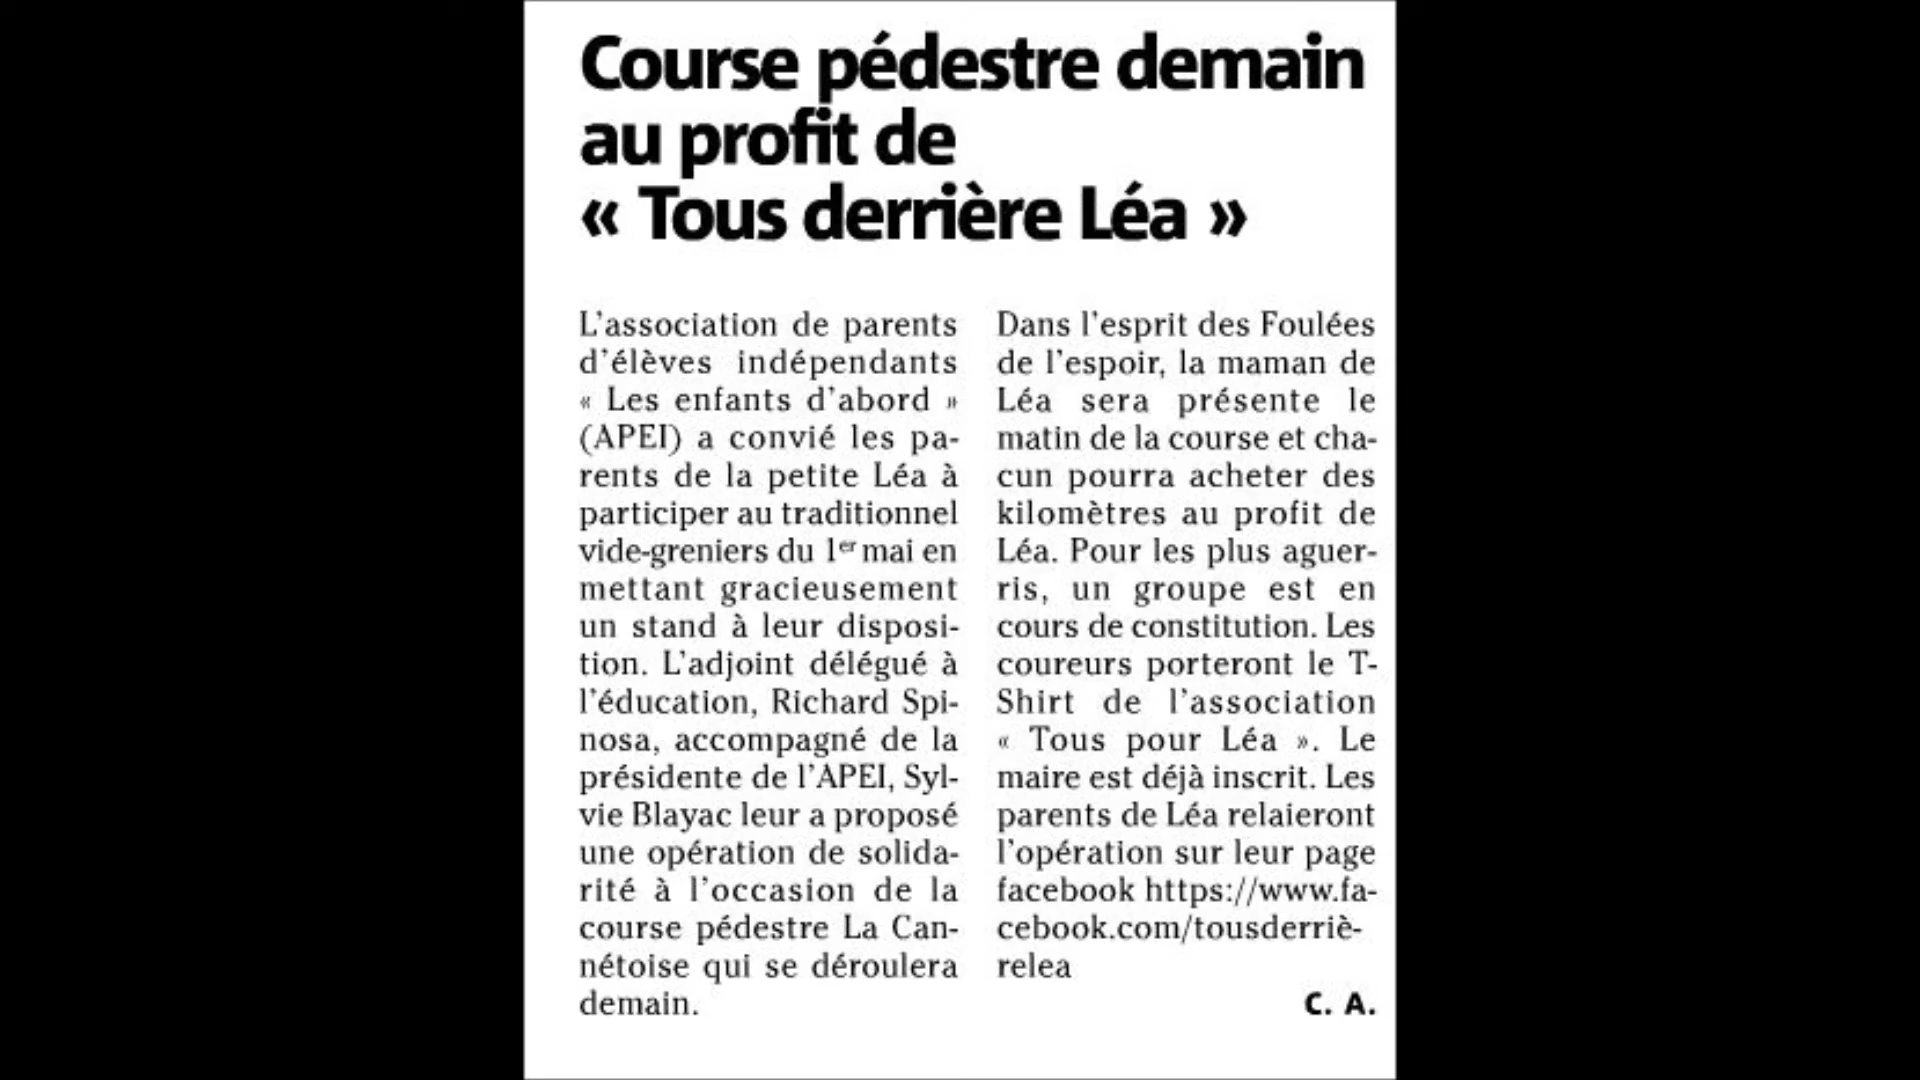 Course pédestre demain
au profit de
« Tous derrière Léa »
L'association de parents
d'élèves indépendants
« Les enfants d'abord »
(APEI) a convié les pa-
rents de la petite Léa à
participer au traditionnel
vide-greniers du 1er mai en
mettant gracieusement
un stand à leur disposi-
tion. L'adjoint délégué à
l'éducation, Richard Spi-
nosa, accompagné de la
présidente de l'APEI, Syl-
vie Blayac leur a proposé
une opération de solida-
rité à l'occasion de la
course pédestre La Can-
nétoise qui se déroulera
demain.
Dans l'esprit des Foulées
de l'espoir, la maman de
Léa sera présente le
matin de la course et cha-
cun pourra acheter des
kilomètres au profit de
Léa. Pour les plus aguer-
ris, un groupe est en
cours de constitution. Les
coureurs porteront le T-
Shirt de l'association
« Tous pour Léa ». Le
maire est déjà inscrit. Les
parents de Léa relaieront
l'opération sur leur page
facebook https://www.fa-
cebook.com/tousderriè-
relea
C. A.